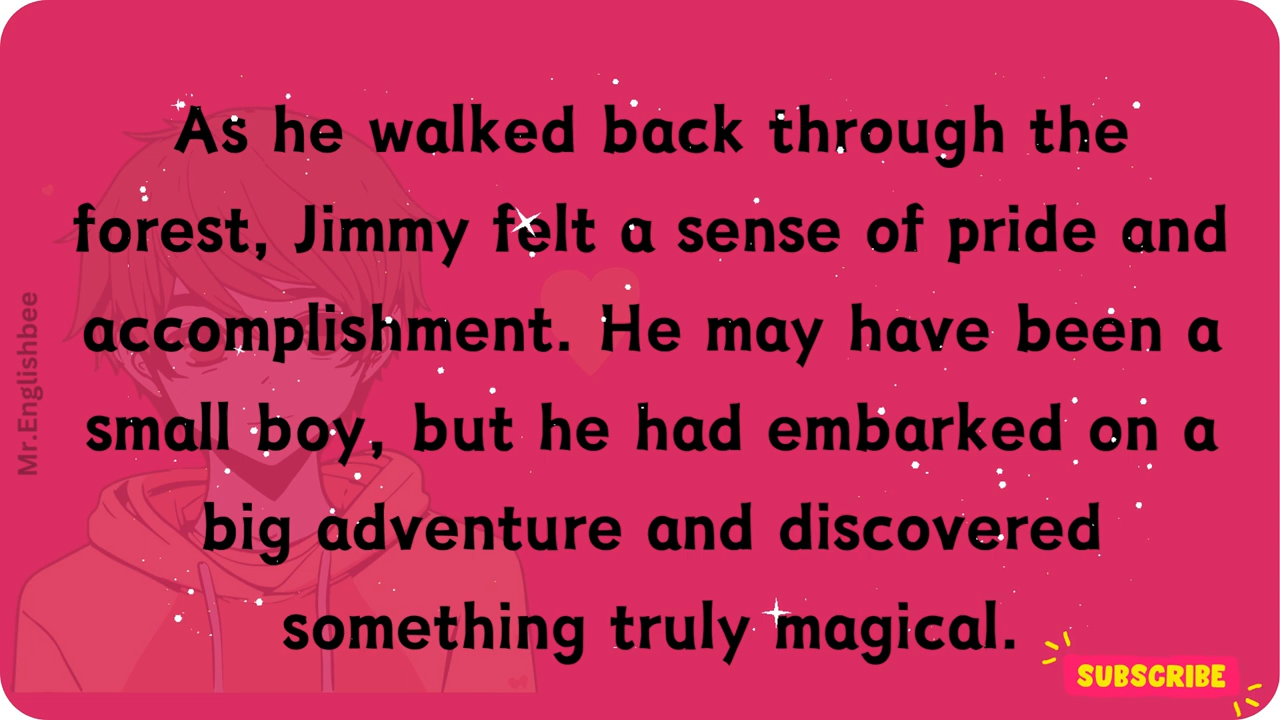 As he walked back through the
forest, Jimmy felt a sense of pride and
accomplishment. He may have been a
small boy, but he had embarked on a
big adventure and discovered
something truly magical.
Mr.Englishbee
SUBSCRIBE